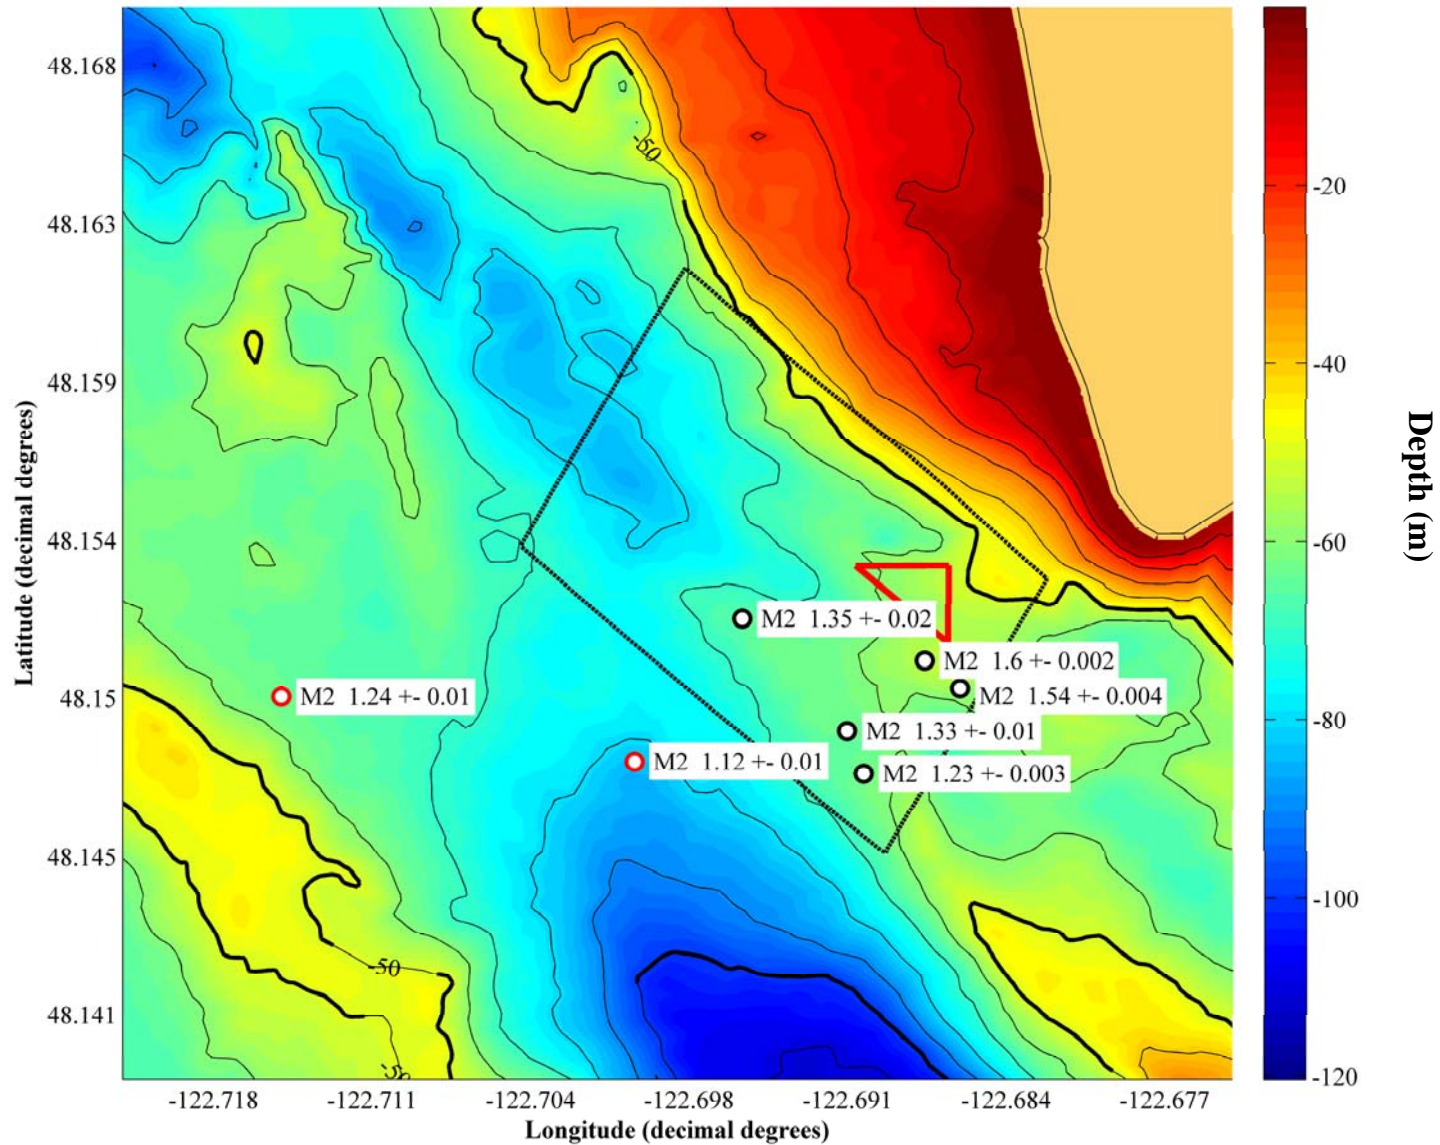 48.168
-50
-20
48.163
-40
48.159
Latitude (decimal degrees)
Depth (m)
48.154
-60
M2 1.35 +- 0.02
M2 1.6 +- 0.002
M2 1.24 +- 0.01
48.15
M2 1.54 +- 0.004
-80
M2 1.33 +- 0.01
M2 1.12 +- 0.01
M2 1.23 +- 0.003
48.145
-100
-50
48.141
-50
-120
-122.718 -122.711 -122.704 -122.698 -122.691 -122.684 -122.677
Longitude (decimal degrees)